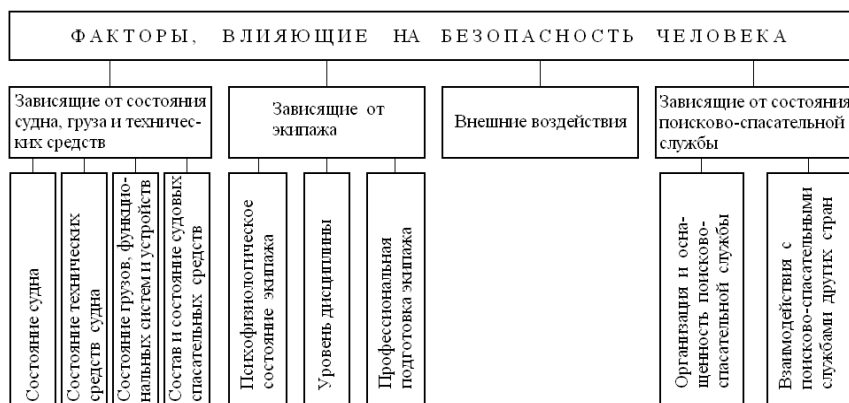 ФАКТОРЫ, ВЛИЯЮЩИЕ НА БЕЗОПАСНОСТЬ ЧЕЛОВЕКА
Зависящие от состояния
судна, груза и техничес-
ких средств
Зависящие от
экипажа
Внешние воздействия
Зависящие от состояния
поисково-спасательной
службы
Состояние судна
Состояние технических
средств судна
Состояние грузов, функцио-
нальных систем и устройств
Состав и состояние судовых
спасательных средств
Психофизиологическое
состояние экипажа
Уровень дисциплины
Профессиональная
подготовка экипажа
Организация и осна-
щенность поисково-
спасательной службы
Взаимодействия с
поисково-спасательными
службами других стран